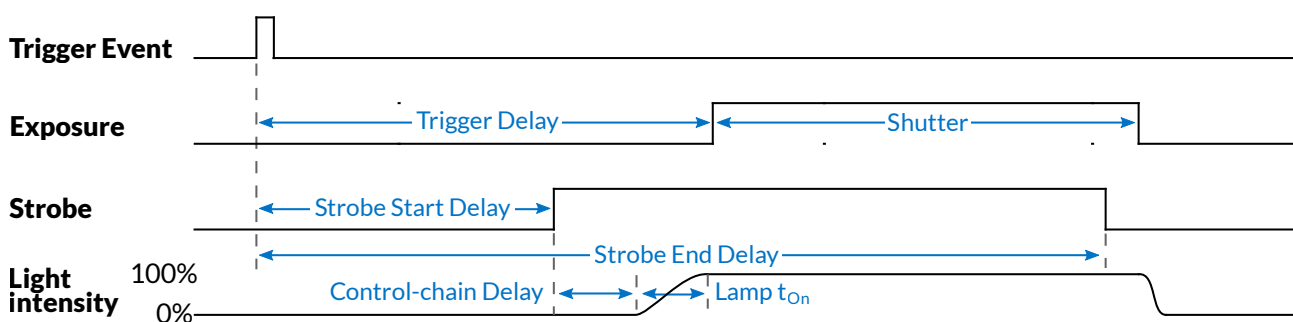 Trigger Event
Exposure
Trigger Delay
Shutter
Strobe
Strobe Start Delay
Strobe End Delay
Light intensity
100%
0%
Control-chain Delay
Lamp tOn